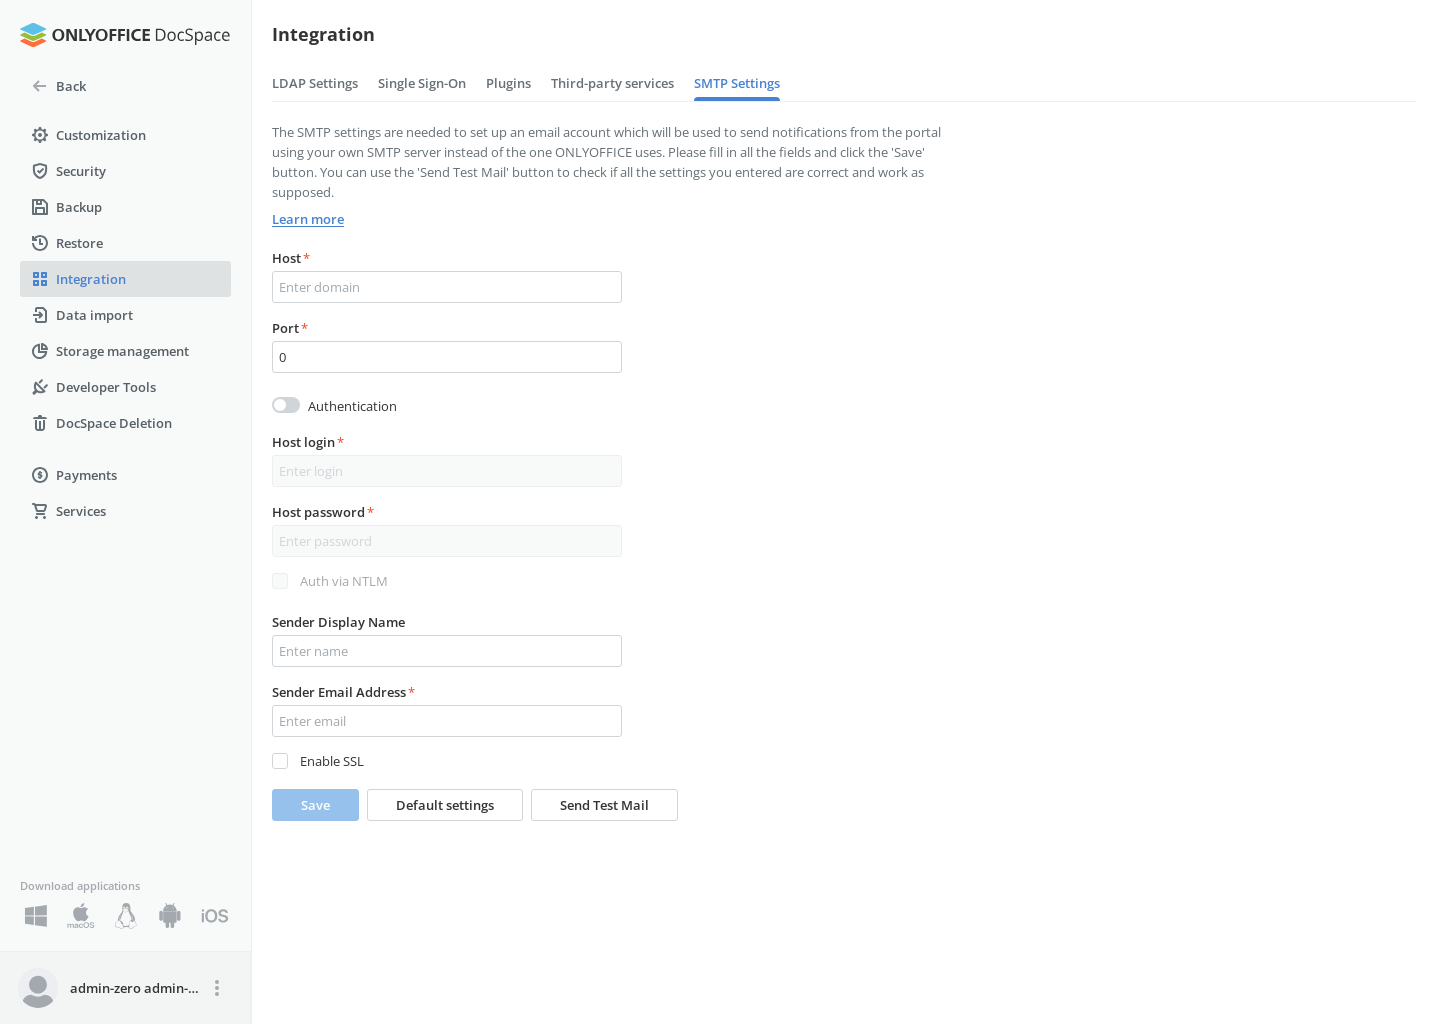 ONLYOFFICE DocSpace
Back
Customization
Security
Backup
Restore
Integration
Data import
Storage management
Developer Tools
DocSpace Deletion
Payments
Services
Download applications
macOS
iOS
admin-zero admin-...
Integration
LDAP Settings Single Sign-On Plugins Third-party services SMTP Settings
The SMTP settings are needed to set up an email account which will be used to send notifications from the portal
using your own SMTP server instead of the one ONLYOFFICE uses. Please fill in all the fields and click the 'Save'
button. You can use the 'Send Test Mail' button to check if all the settings you entered are correct and work as
supposed.
Learn more
Host *
Enter domain
Port *
0
Authentication
Host login *
Enter login
Host password *
Enter password
Auth via NTLM
Sender Display Name
Enter name
Sender Email Address *
Enter email
Enable SSL
Save Default settings Send Test Mail